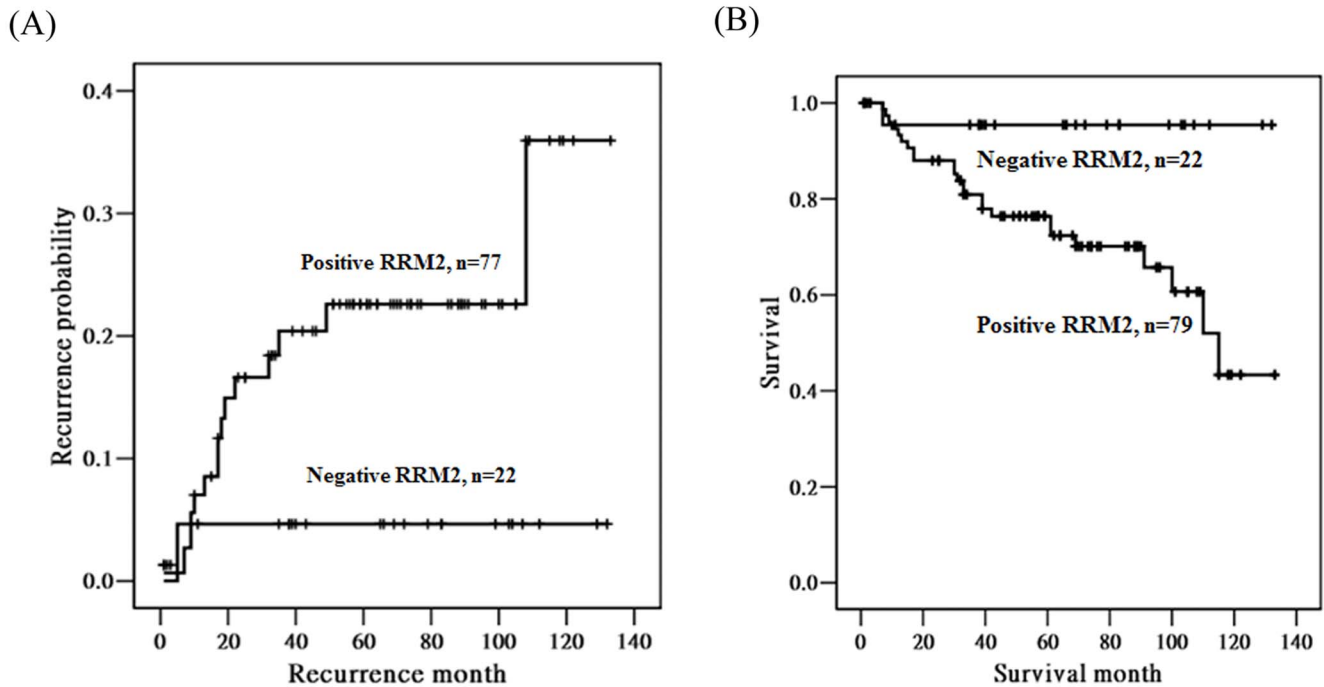 (A)
(B)
0.4
0.3
0.2
0.1
0.0
Recurrence probability
Positive RRM2, n=77
Negative RRM2, n=22
0 20 40 60 80 100 120 140
Recurrence month
1.0
0.8
0.6
0.4
0.2
0.0
Survival
Negative RRM2, n=22
Positive RRM2, n=79
0 20 40 60 80 100 120 140
Survival month